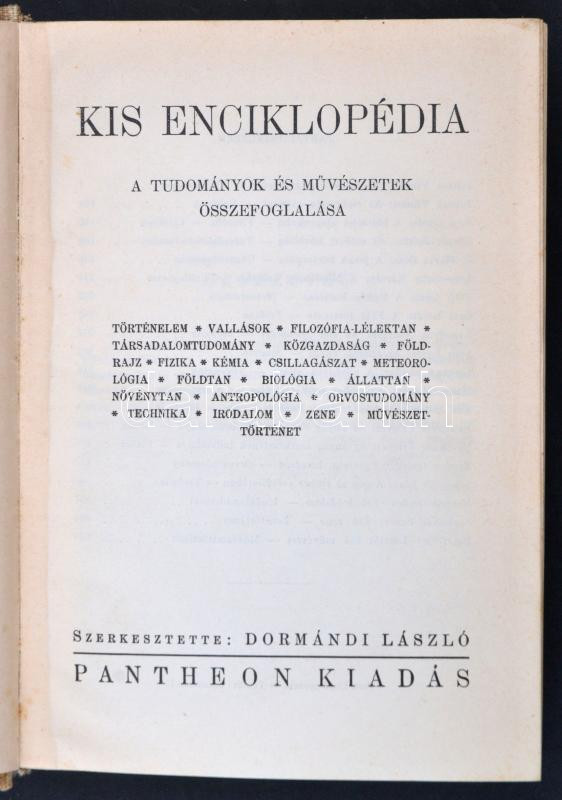 KIS ENCIKLOPÉDIA
A TUDOMÁNYOK ÉS MŰVÉSZETEK
ÖSSZEFOGLALÁSA
TÖRTÉNELEM * VALLÁSOK * FILOZÓFIA-LÉLEKTAN *
TÁRSADALOMTUDOMÁNY * KÖZGAZDASÁG * FÖLD-
RAJZ * FIZIKA * KÉMIA * CSILLAGÁSZAT * METEORO-
LÓGIA * FÖLDTAN * BIOLÓGIA * ÁLLATTAN *
NÖVÉNYTAN * ANTROPOLÓGIA * ORVOSTUDOMÁNY
* TECHNIKA * IRODALOM * ZENE * MŰVÉSZET-
TÖRTÉNET
darabanth
SZERKESZTETTE: DORMÁNDI LÁSZLÓ
PANTHEON KIADÁS